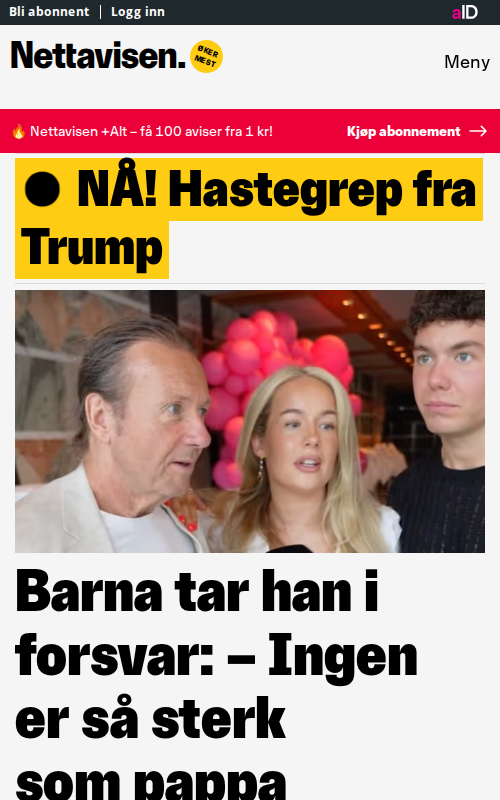 Bli abonnent | Logg inn
aID
Nettavisen.
ØKER
MEST
Meny
🔥 Nettavisen +Alt – få 100 aviser fra 1 kr!
Kjøp abonnement →
● NÅ! Hastegrep fra
Trump
Barna tar han i
forsvar: – Ingen
er så sterk
som pappa